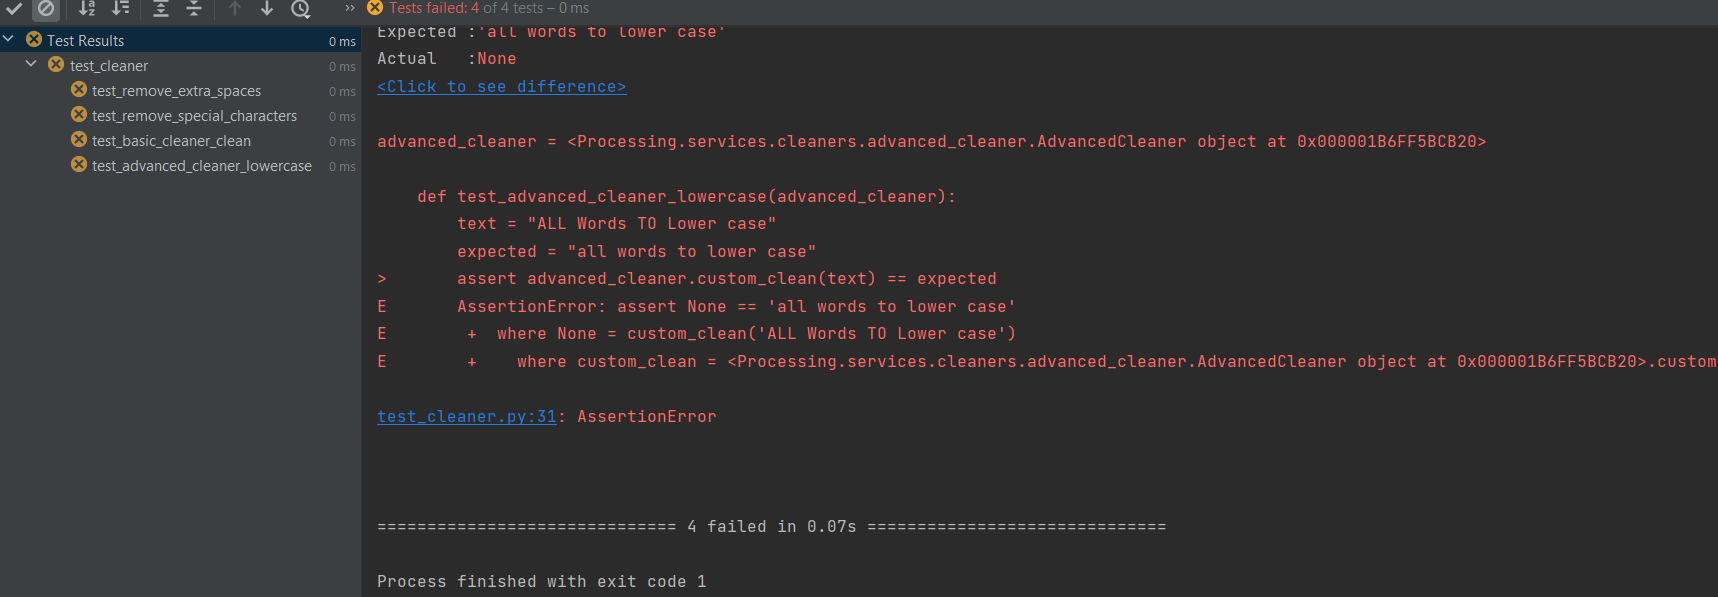 Tests failed: 4 of 4 tests – 0 ms
Test Results 0 ms
test_cleaner 0 ms
test_remove_extra_spaces 0 ms
test_remove_special_characters 0 ms
test_basic_cleaner_clean 0 ms
test_advanced_cleaner_lowercase 0 ms
Expected :'all words to lower case'
Actual   :None
<Click to see difference>
advanced_cleaner = <Processing.services.cleaners.advanced_cleaner.AdvancedCleaner object at 0x000001B6FF5BCB20>
    def test_advanced_cleaner_lowercase(advanced_cleaner):
        text = "ALL Words TO Lower case"
        expected = "all words to lower case"
>       assert advanced_cleaner.custom_clean(text) == expected
E       AssertionError: assert None == 'all words to lower case'
E        +  where None = custom_clean('ALL Words TO Lower case')
E        +    where custom_clean = <Processing.services.cleaners.advanced_cleaner.AdvancedCleaner object at 0x000001B6FF5BCB20>.custom
test_cleaner.py:31: AssertionError
============================== 4 failed in 0.07s ==============================
Process finished with exit code 1